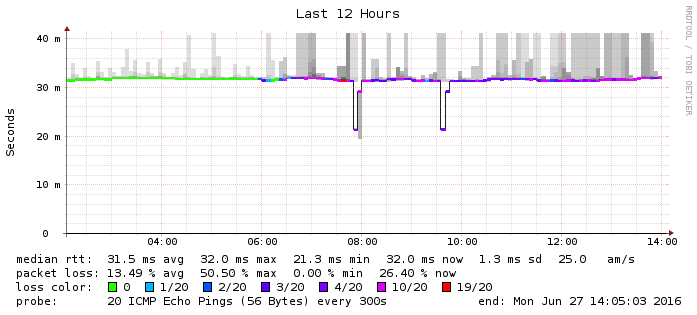 Last 12 Hours
RRDTOOL / TOBI OETIKER
Seconds
40 m
30 m
20 m
10 m
0
04:00 06:00 08:00 10:00 12:00 14:00
median rtt: 31.5 ms avg 32.0 ms max 21.3 ms min 32.0 ms now 1.3 ms sd 25.0 am/s
packet loss: 13.49 % avg 50.50 % max 0.00 % min 26.40 % now
loss color: 0 1/20 2/20 3/20 4/20 10/20 19/20
probe: 20 ICMP Echo Pings (56 Bytes) every 300s end: Mon Jun 27 14:05:03 2016